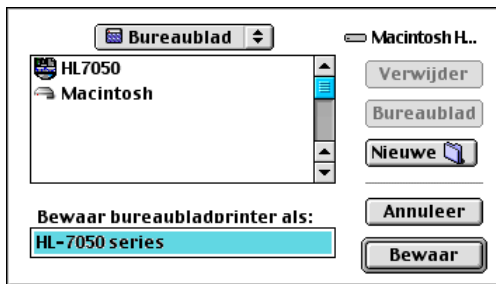 Bureaublad
Macintosh H...
HL7050
Macintosh
Verwijder
Bureaublad
Nieuwe
Bewaar bureaubladprinter als:
HL-7050 series
Annuleer
Bewaar